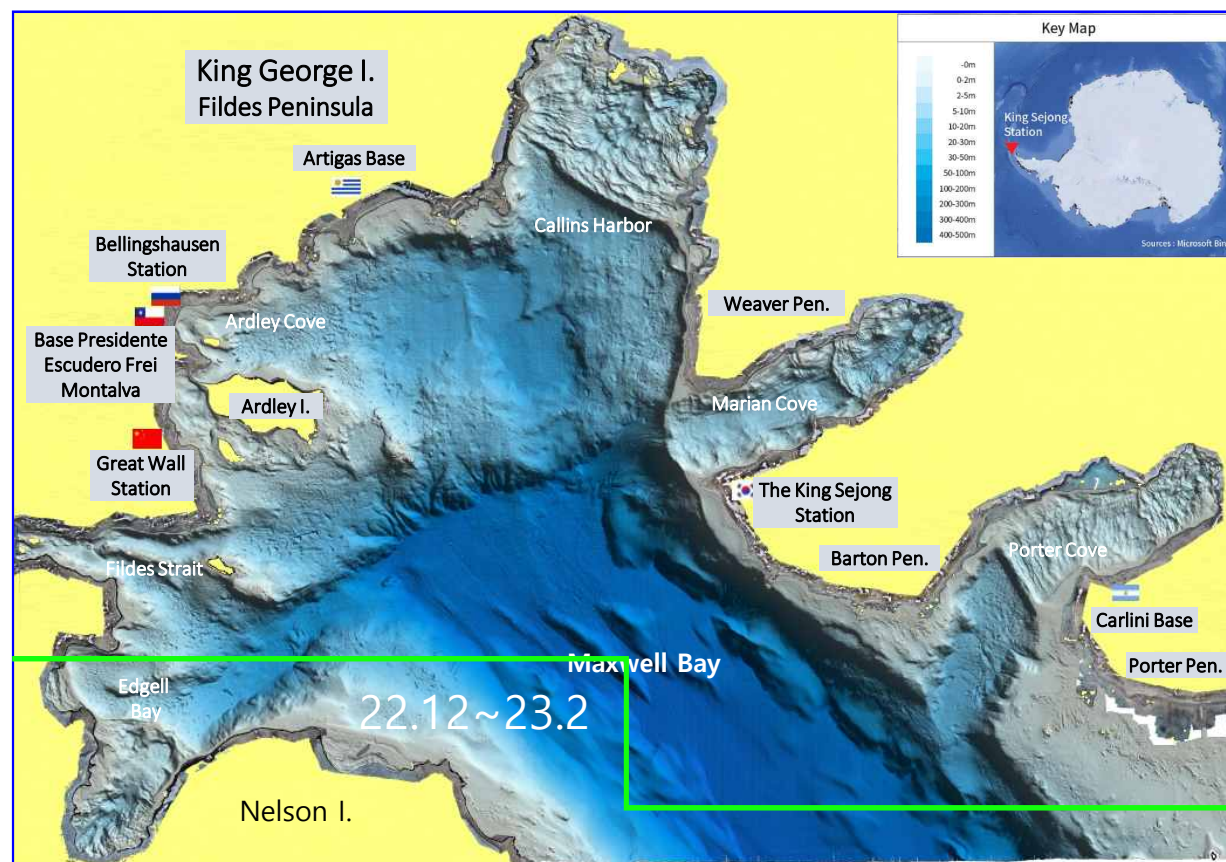 King George I.
Fildes Peninsula
Artigas Base
Bellingshausen
Station
Base Presidente
Escudero Frei
Montalva
Great Wall
Station
Ardley Cove
Ardley I.
Fildes Strait
Edgell
Bay
Nelson I.
22.12~23.2
Maxwell Bay
Callins Harbor
Weaver Pen.
Marian Cove
The King Sejong
Station
Barton Pen.
Porter Cove
Carlini Base
Porter Pen.
Key Map
-0m
0-2m
2-5m
5-10m
10-20m
20-30m
30-50m
50-100m
100-200m
200-300m
300-400m
400-500m
King Sejong
Station
Sources : Microsoft Bin